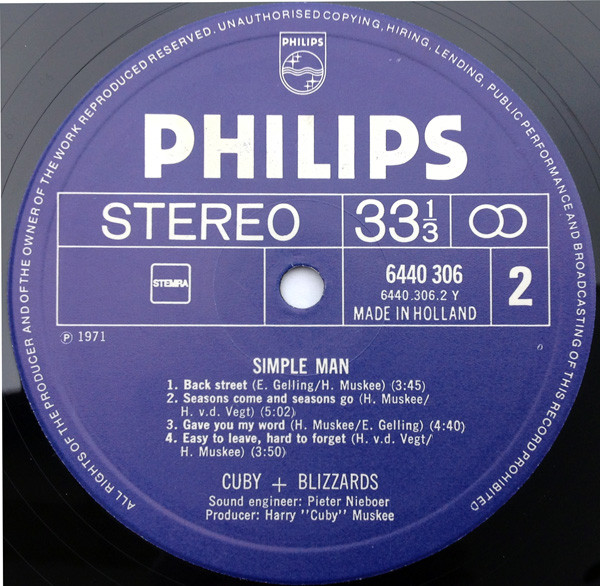 ALL RIGHTS OF THE PRODUCER AND OF THE OWNER OF THE WORK REPRODUCED RESERVED. UNAUTHORISED COPYING, HIRING, LENDING, PUBLIC PERFORMANCE AND BROADCASTING OF THIS RECORD PROHIBITED
PHILIPS
PHILIPS
STEREO 33 1/3
STEMRA
6440 306
6440.306.2 Y
MADE IN HOLLAND
2
Ⓟ 1971
SIMPLE MAN
1. Back street (E. Gelling/H. Muskee) (3:45)
2. Seasons come and seasons go (H. Muskee/
H. v.d. Vegt) (5:02)
3. Gave you my word (H. Muskee/E. Gelling) (4:40)
4. Easy to leave, hard to forget (H. v.d. Vegt/
H. Muskee) (3:50)
CUBY + BLIZZARDS
Sound engineer: Pieter Nieboer
Producer: Harry ''Cuby'' Muskee